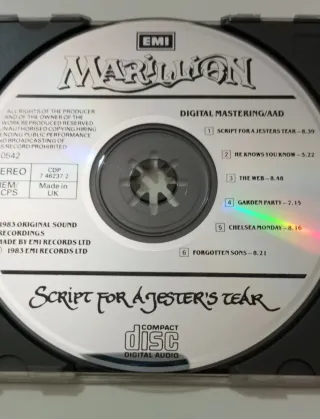 EMI
MARILLION
ALL RIGHTS OF THE PRODUCER
AND OF THE OWNER OF THE
WORK REPRODUCED RESERVED
UNAUTHORISED COPYING, HIRING
LENDING PUBLIC PERFORMANCE
AND BROADCASTING OF
RECORD PROHIBITED
0542
STEREO
CDP
7 46237 2
IEM/
CPS
Made in
UK
1983 ORIGINAL SOUND
RECORDINGS
MADE BY EMI RECORDS LTD
1983 EMI RECORDS LTD
DIGITAL MASTERING/AAD
1 SCRIPT FOR A JESTERS TEAR – 8.39
2 HE KNOWS YOU KNOW – 5.22
3 THE WEB – 8.48
4 GARDEN PARTY – 7.15
5 CHELSEA MONDAY – 8.16
6 FORGOTTEN SONS – 8.21
SCRIPT FOR A JESTER'S TEAR
COMPACT
disc
DIGITAL AUDIO